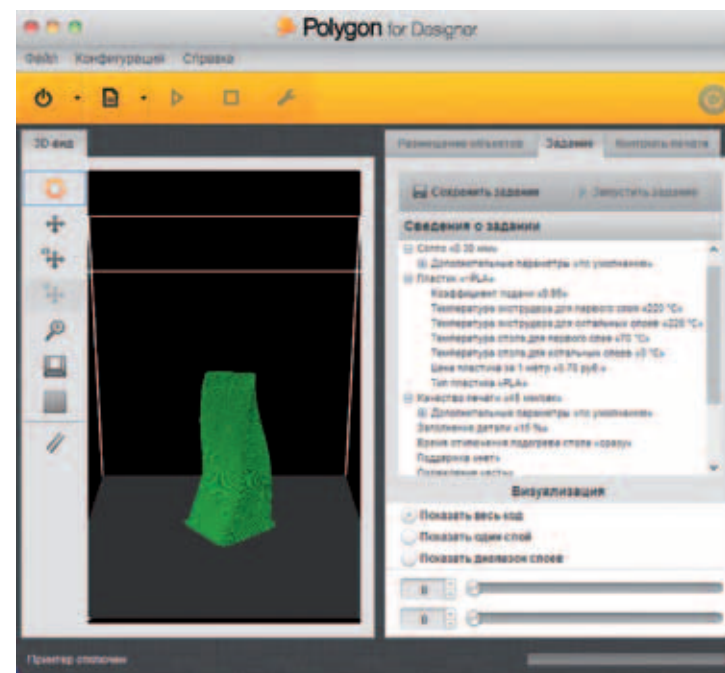 Polygon for Designer
Файл Конфигурация Справка
3D-вид
Размещение объектов Задание Контроль печати
Сохранить задание Запустить задание
Сведения о задании
Сопло «0.30 мм»
Дополнительные параметры «по умолчанию»
Пластик «PLA»
Коэффициент подачи «0.95»
Температура экструдера для первого слоя «220 °C»
Температура экструдера для остальных слоев «220 °C»
Температура стола для первого слоя «70 °C»
Температура стола для остальных слоев «0 °C»
Цена пластика за 1 метр «0.70 руб.»
Тип пластика «PLA»
Качество печати
Дополнительные параметры «по умолчанию»
Заполнение детали «15 %»
Время отключения подогрева стола «сразу»
Поддержка «нет»
Визуализация
Показать весь код
Показать один слой
Показать диапазон слоев
0
0
Принтер отключен